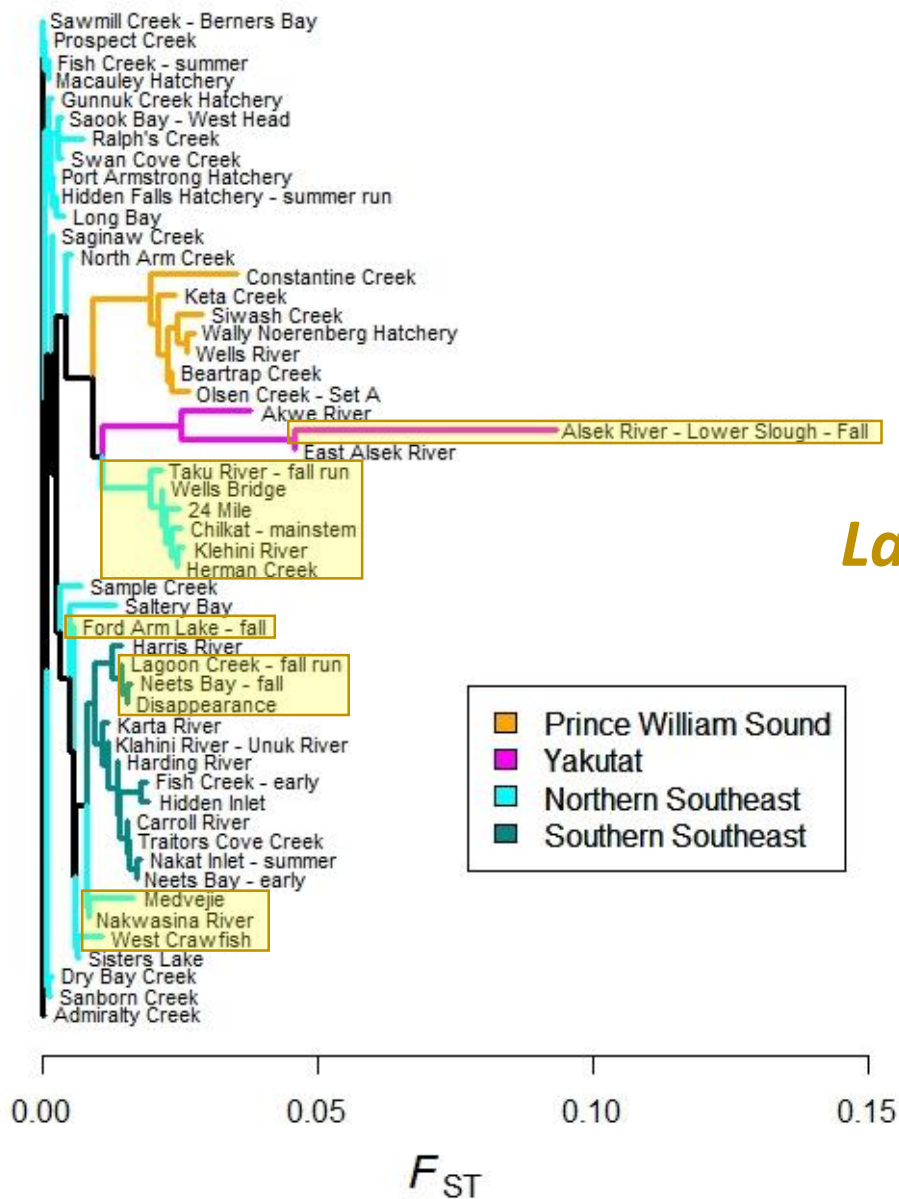 Sawmill Creek - Berners Bay
Prospect Creek
Fish Creek - summer
Macauley Hatchery
Gunnuk Creek Hatchery
Saook Bay - West Head
Ralph's Creek
Swan Cove Creek
Port Armstrong Hatchery
Hidden Falls Hatchery - summer run
Long Bay
Saginaw Creek
North Arm Creek
Constantine Creek
Keta Creek
Siwash Creek
Wally Noerenberg Hatchery
Wells River
Beartrap Creek
Olsen Creek - Set A
Akwe River
Alsek River - Lower Slough - Fall
East Alsek River
Taku River - fall run
Wells Bridge
24 Mile
Chilkat - mainstem
Klehini River
Herman Creek
La
Sample Creek
Saltery Bay
Ford Arm Lake - fall
Harris River
Lagoon Creek - fall run
Neets Bay - fall
Disappearance
Karta River
Klahini River - Unuk River
Harding River
Fish Creek - early
Hidden Inlet
Carroll River
Traitors Cove Creek
Nakat Inlet - summer
Neets Bay - early
Medvejie
Nakwasina River
West Crawfish
Sisters Lake
Dry Bay Creek
Sanborn Creek
Admiralty Creek
Prince William Sound
Yakutat
Northern Southeast
Southern Southeast
0.00 0.05 0.10 0.15
FST